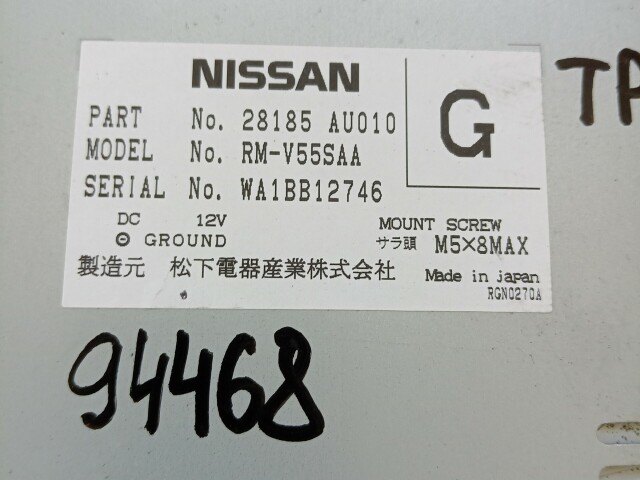 NISSAN
G
PART No. 28185 AU010
MODEL No. RM-V55SAA
SERIAL No. WA1BB12746
DC 12V
⊖ GROUND
MOUNT SCREW
サラ頭 M5×8MAX
製造元 松下電器産業株式会社
Made in japan
RGN0270A
94468